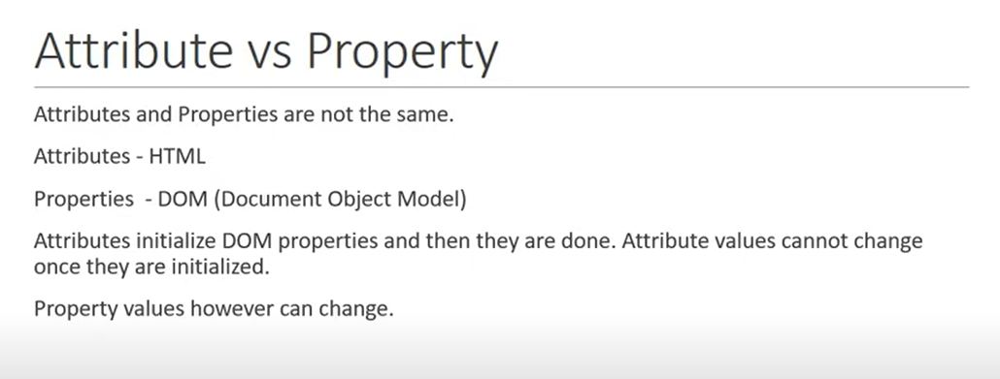 Attribute vs Property
Attributes and Properties are not the same.
Attributes - HTML
Properties  - DOM (Document Object Model)
Attributes initialize DOM properties and then they are done. Attribute values cannot change
once they are initialized.
Property values however can change.